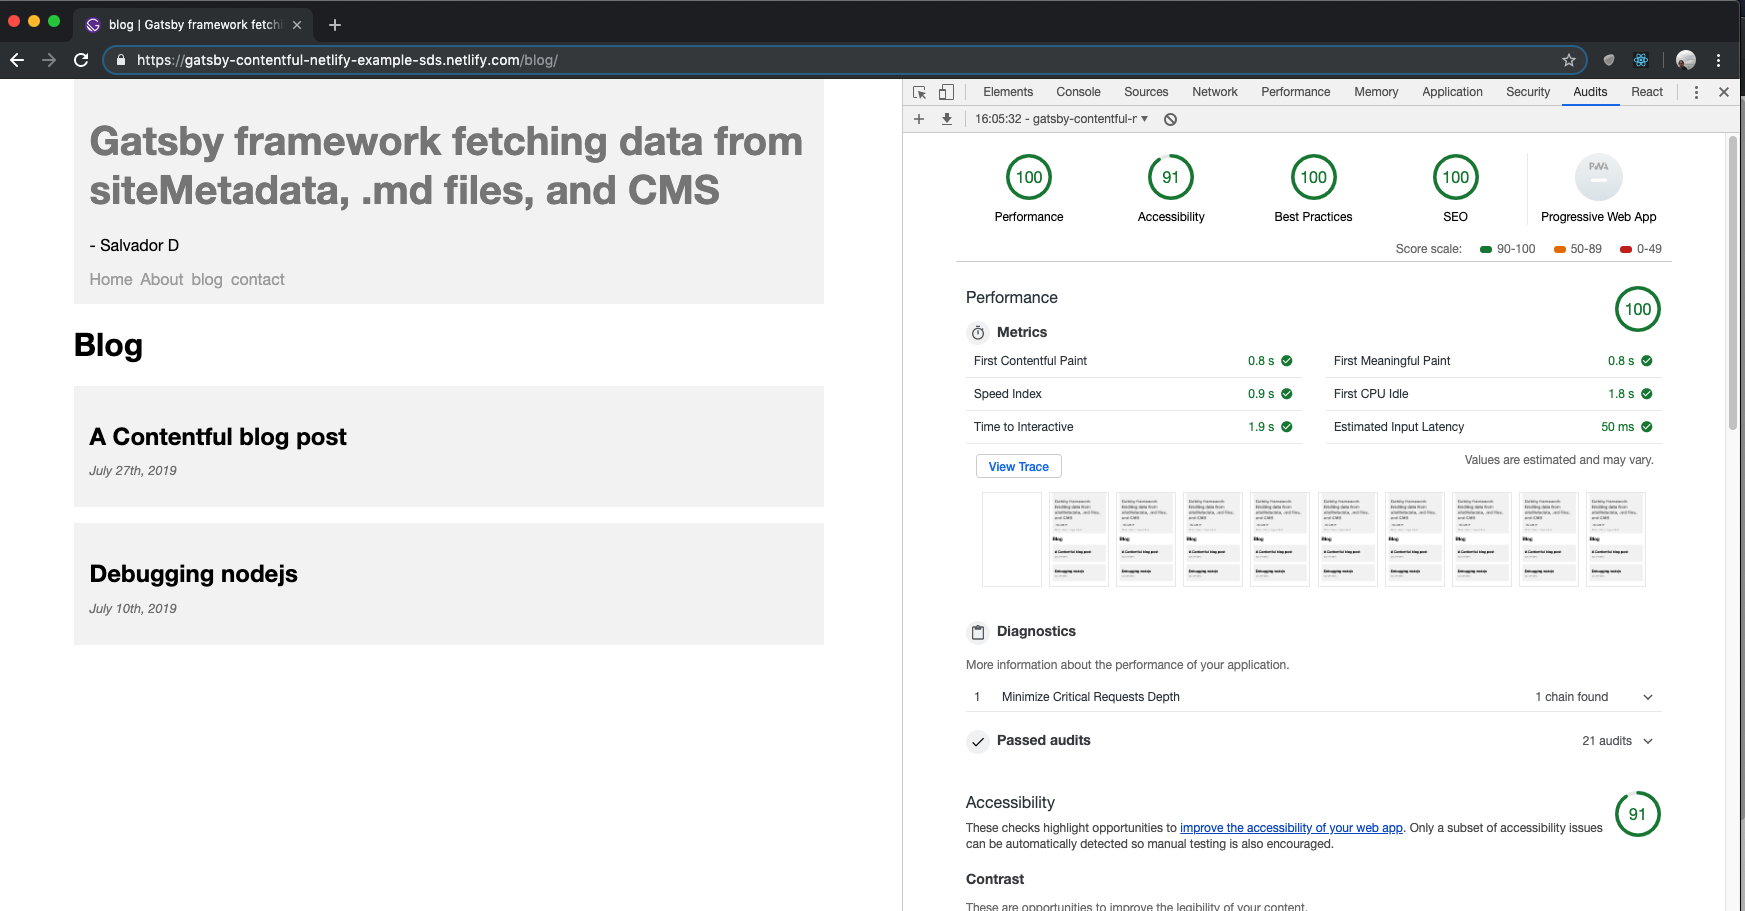 blog | Gatsby framework fetchi
https://gatsby-contentful-netlify-example-sds.netlify.com/blog/
Gatsby framework fetching data from
siteMetadata, .md files, and CMS
- Salvador D
Home About blog contact
Blog
A Contentful blog post
July 27th, 2019
Debugging nodejs
July 10th, 2019
Elements Console Sources Network Performance Memory Application Security Audits React
16:05:32 - gatsby-contentful-r
100 91 100 100 PWA
Performance Accessibility Best Practices SEO Progressive Web App
Score scale: 90-100 50-89 0-49
Performance 100
Metrics
First Contentful Paint 0.8 s First Meaningful Paint 0.8 s
Speed Index 0.9 s First CPU Idle 1.8 s
Time to Interactive 1.9 s Estimated Input Latency 50 ms
View Trace Values are estimated and may vary.
Diagnostics
More information about the performance of your application.
1 Minimize Critical Requests Depth 1 chain found
Passed audits 21 audits
Accessibility 91
These checks highlight opportunities to improve the accessibility of your web app. Only a subset of accessibility issues
can be automatically detected so manual testing is also encouraged.
Contrast
These are opportunities to improve the legibility of your content.